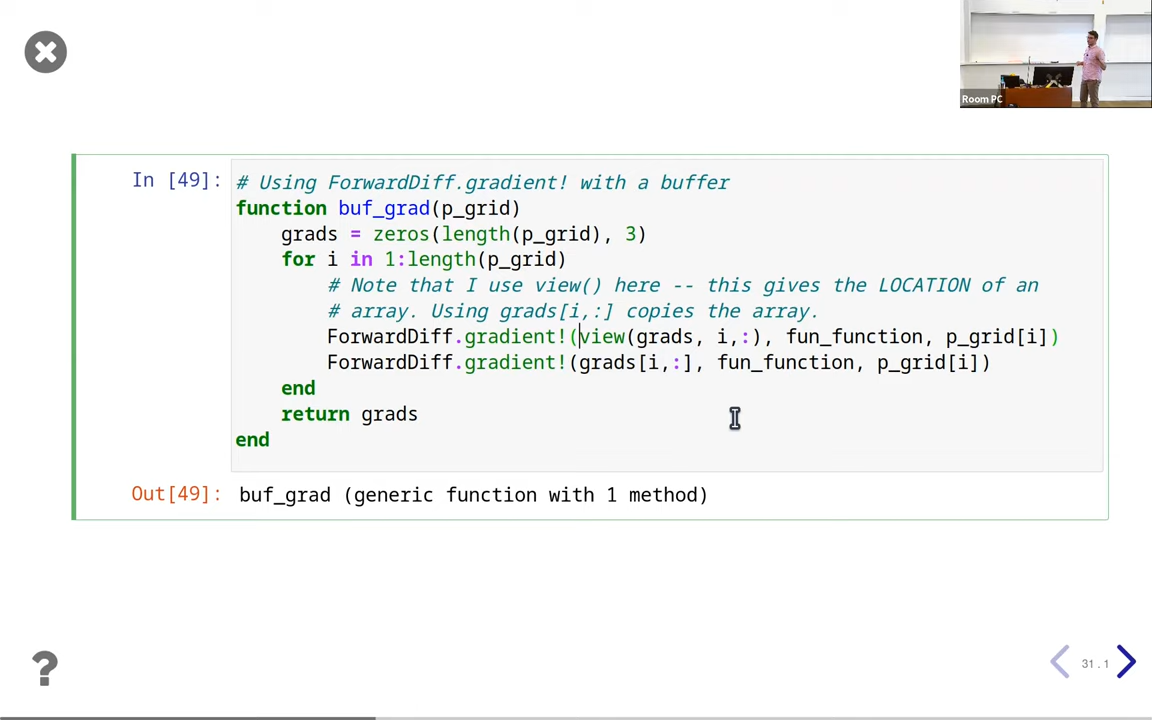 Room PC
In [49]:
# Using ForwardDiff.gradient! with a buffer
function buf_grad(p_grid)
    grads = zeros(length(p_grid), 3)
    for i in 1:length(p_grid)
        # Note that I use view() here -- this gives the LOCATION of an
        # array. Using grads[i,:] copies the array.
        ForwardDiff.gradient!(view(grads, i,:), fun_function, p_grid[i])
        ForwardDiff.gradient!(grads[i,:], fun_function, p_grid[i])
    end
    return grads
end
Out[49]: buf_grad (generic function with 1 method)
?
31.1